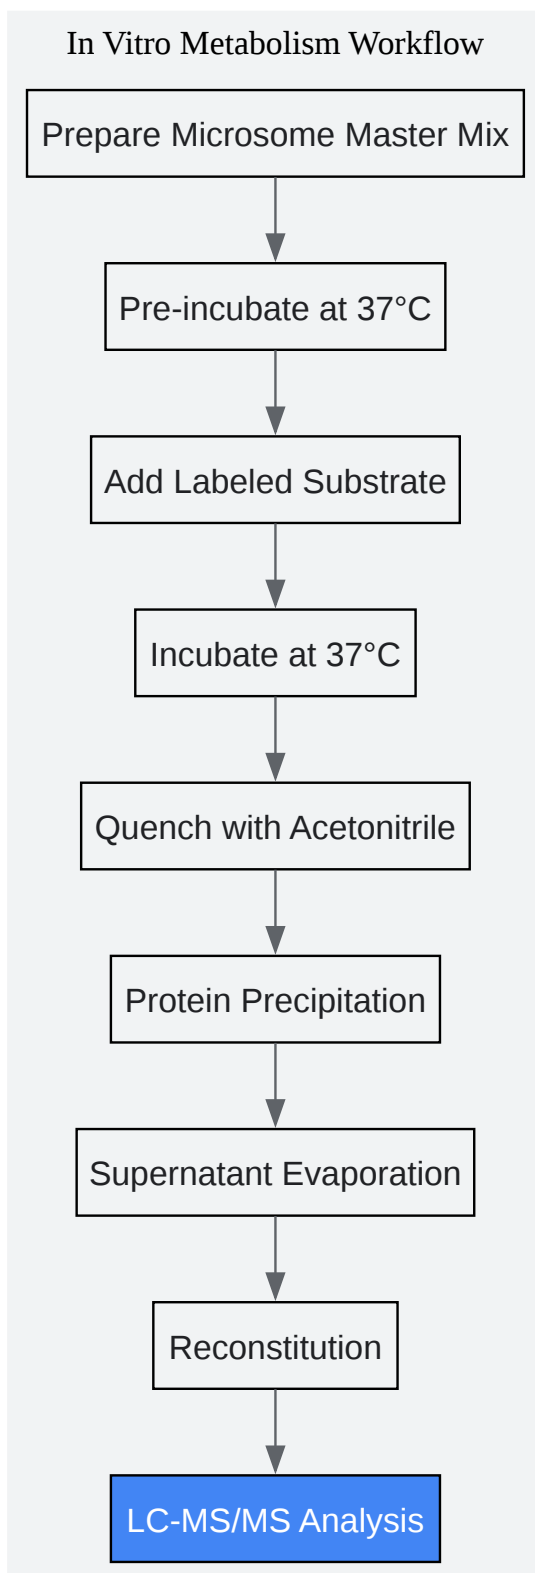 In Vitro Metabolism Workflow
Prepare Microsome Master Mix
Pre-incubate at 37°C
Add Labeled Substrate
Incubate at 37°C
Quench with Acetonitrile
Protein Precipitation
Supernatant Evaporation
Reconstitution
LC-MS/MS Analysis